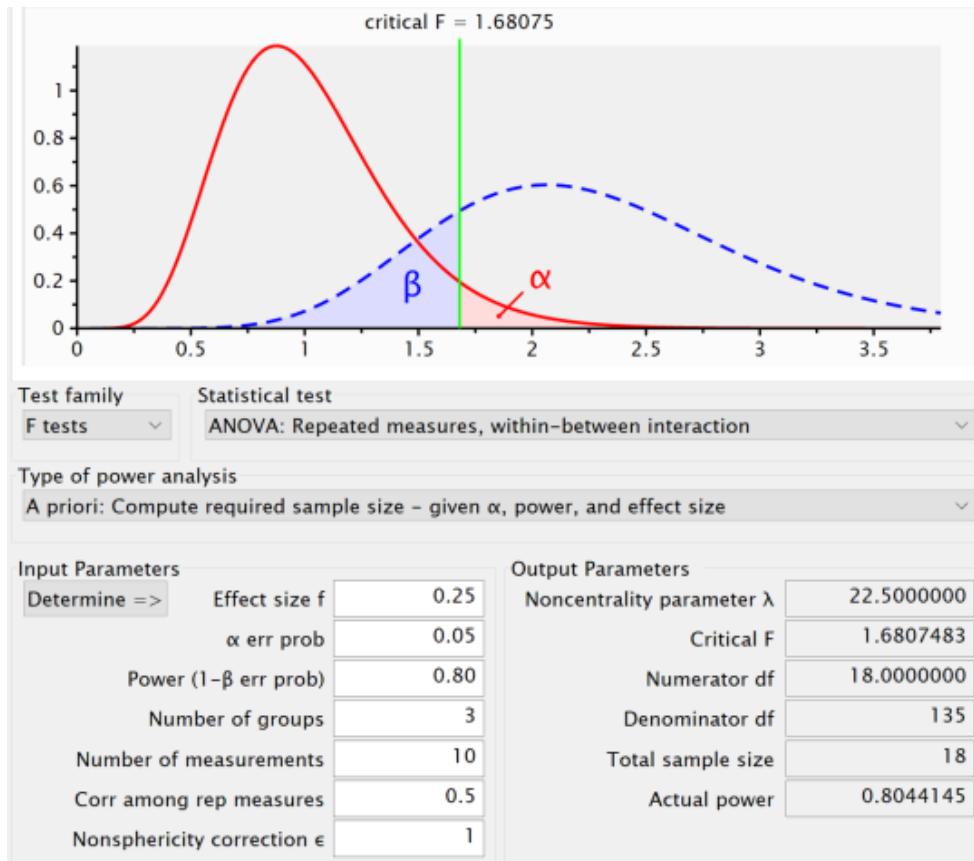 critical F = 1.68075
1
0.8
0.6
0.4
0.2
0
β
α
0 0.5 1 1.5 2 2.5 3 3.5
Test family
Statistical test
F tests
ANOVA: Repeated measures, within-between interaction
Type of power analysis
A priori: Compute required sample size – given α, power, and effect size
Input Parameters
Output Parameters
Determine =>
Effect size f 0.25
Noncentrality parameter λ 22.5000000
α err prob 0.05
Critical F 1.6807483
Power (1-β err prob) 0.80
Numerator df 18.0000000
Number of groups 3
Denominator df 135
Number of measurements 10
Total sample size 18
Corr among rep measures 0.5
Actual power 0.8044145
Nonsphericity correction ϵ 1